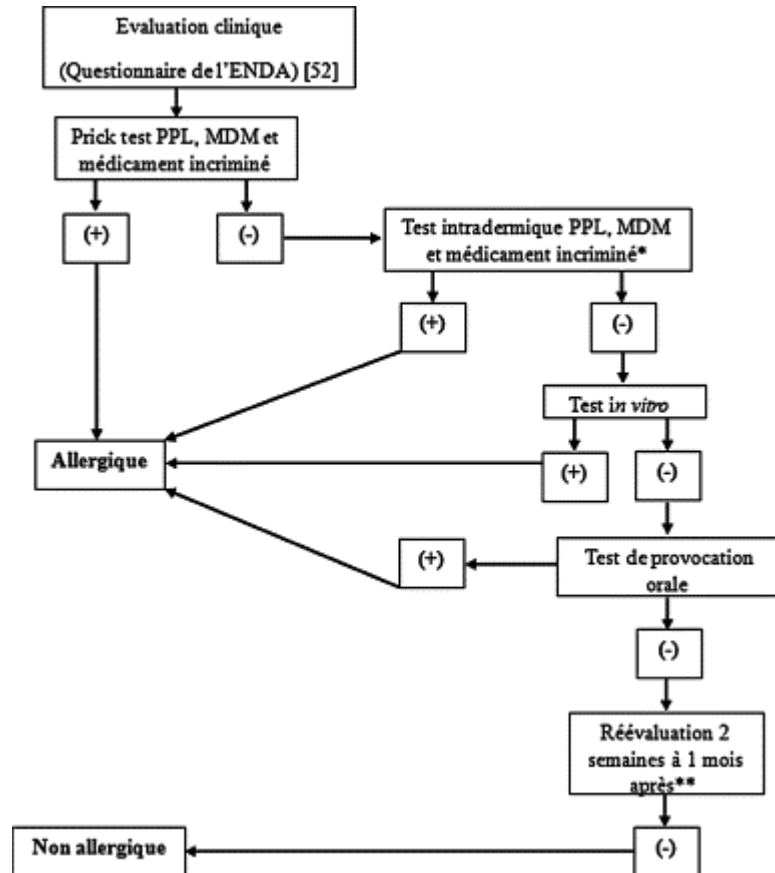 Evaluation clinique
(Questionnaire de l'ENDA) [52]
Prick test PPL, MDM et
médicament incriminé
(+)
(-)
Test intradermique PPL, MDM
et médicament incriminé*
(+)
(-)
Test in vitro
Allergique
(+)
(-)
(+)
Test de provocation
orale
(-)
Réévaluation 2
semaines à 1 mois
après**
Non allergique
(-)